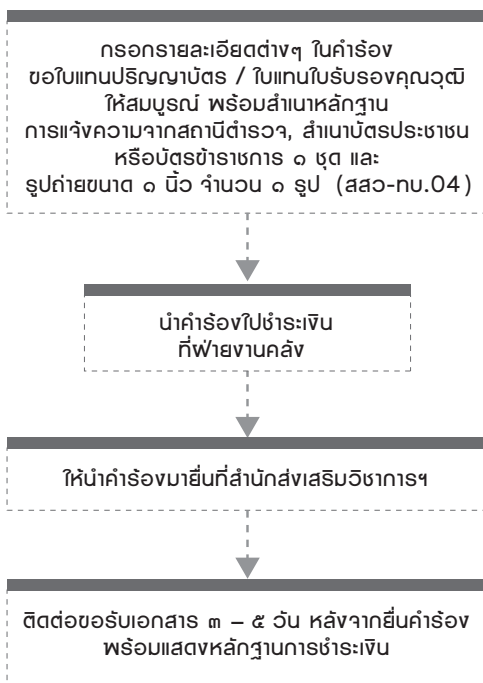 กรอกรายละเอียดต่างๆ ในคำร้อง
ขอใบแทนปริญญาบัตร / ใบแทนใบรับรองคุณวุฒิ
ให้สมบูรณ์ พร้อมสำเนาหลักฐาน
การแจ้งความจากสถานีตำรวจ, สำเนาบัตรประชาชน
หรือบัตรข้าราชการ ๑ ชุด และ
รูปถ่ายขนาด ๑ นิ้ว จำนวน ๑ รูป (สสว-ทบ.04)
นำคำร้องไปชำระเงิน
ที่ฝ่ายงานคลัง
ให้นำคำร้องมายื่นที่สำนักส่งเสริมวิชาการฯ
ติดต่อขอรับเอกสาร ๓ – ๕ วัน หลังจากยื่นคำร้อง
พร้อมแสดงหลักฐานการชำระเงิน